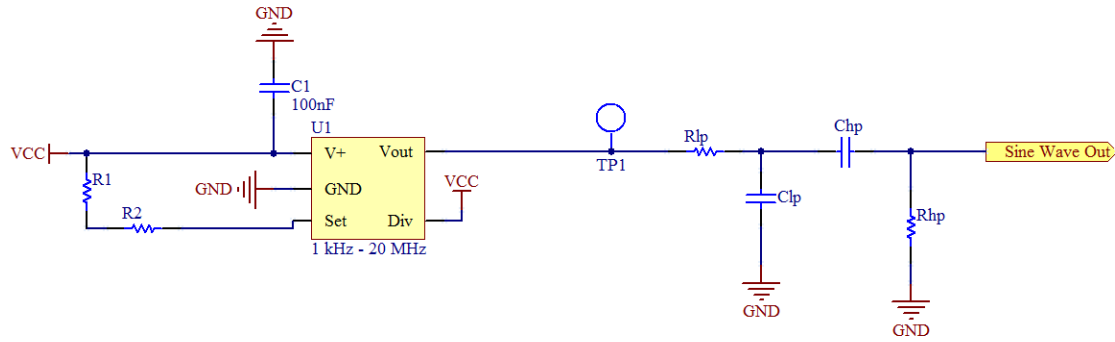 GND
C1
100nF
U1
VCC
V+
Vout
TP1
Rlp
Chp
Sine Wave Out
R1
GND
GND
VCC
Clp
Rhp
R2
Set
Div
1 kHz - 20 MHz
GND
GND